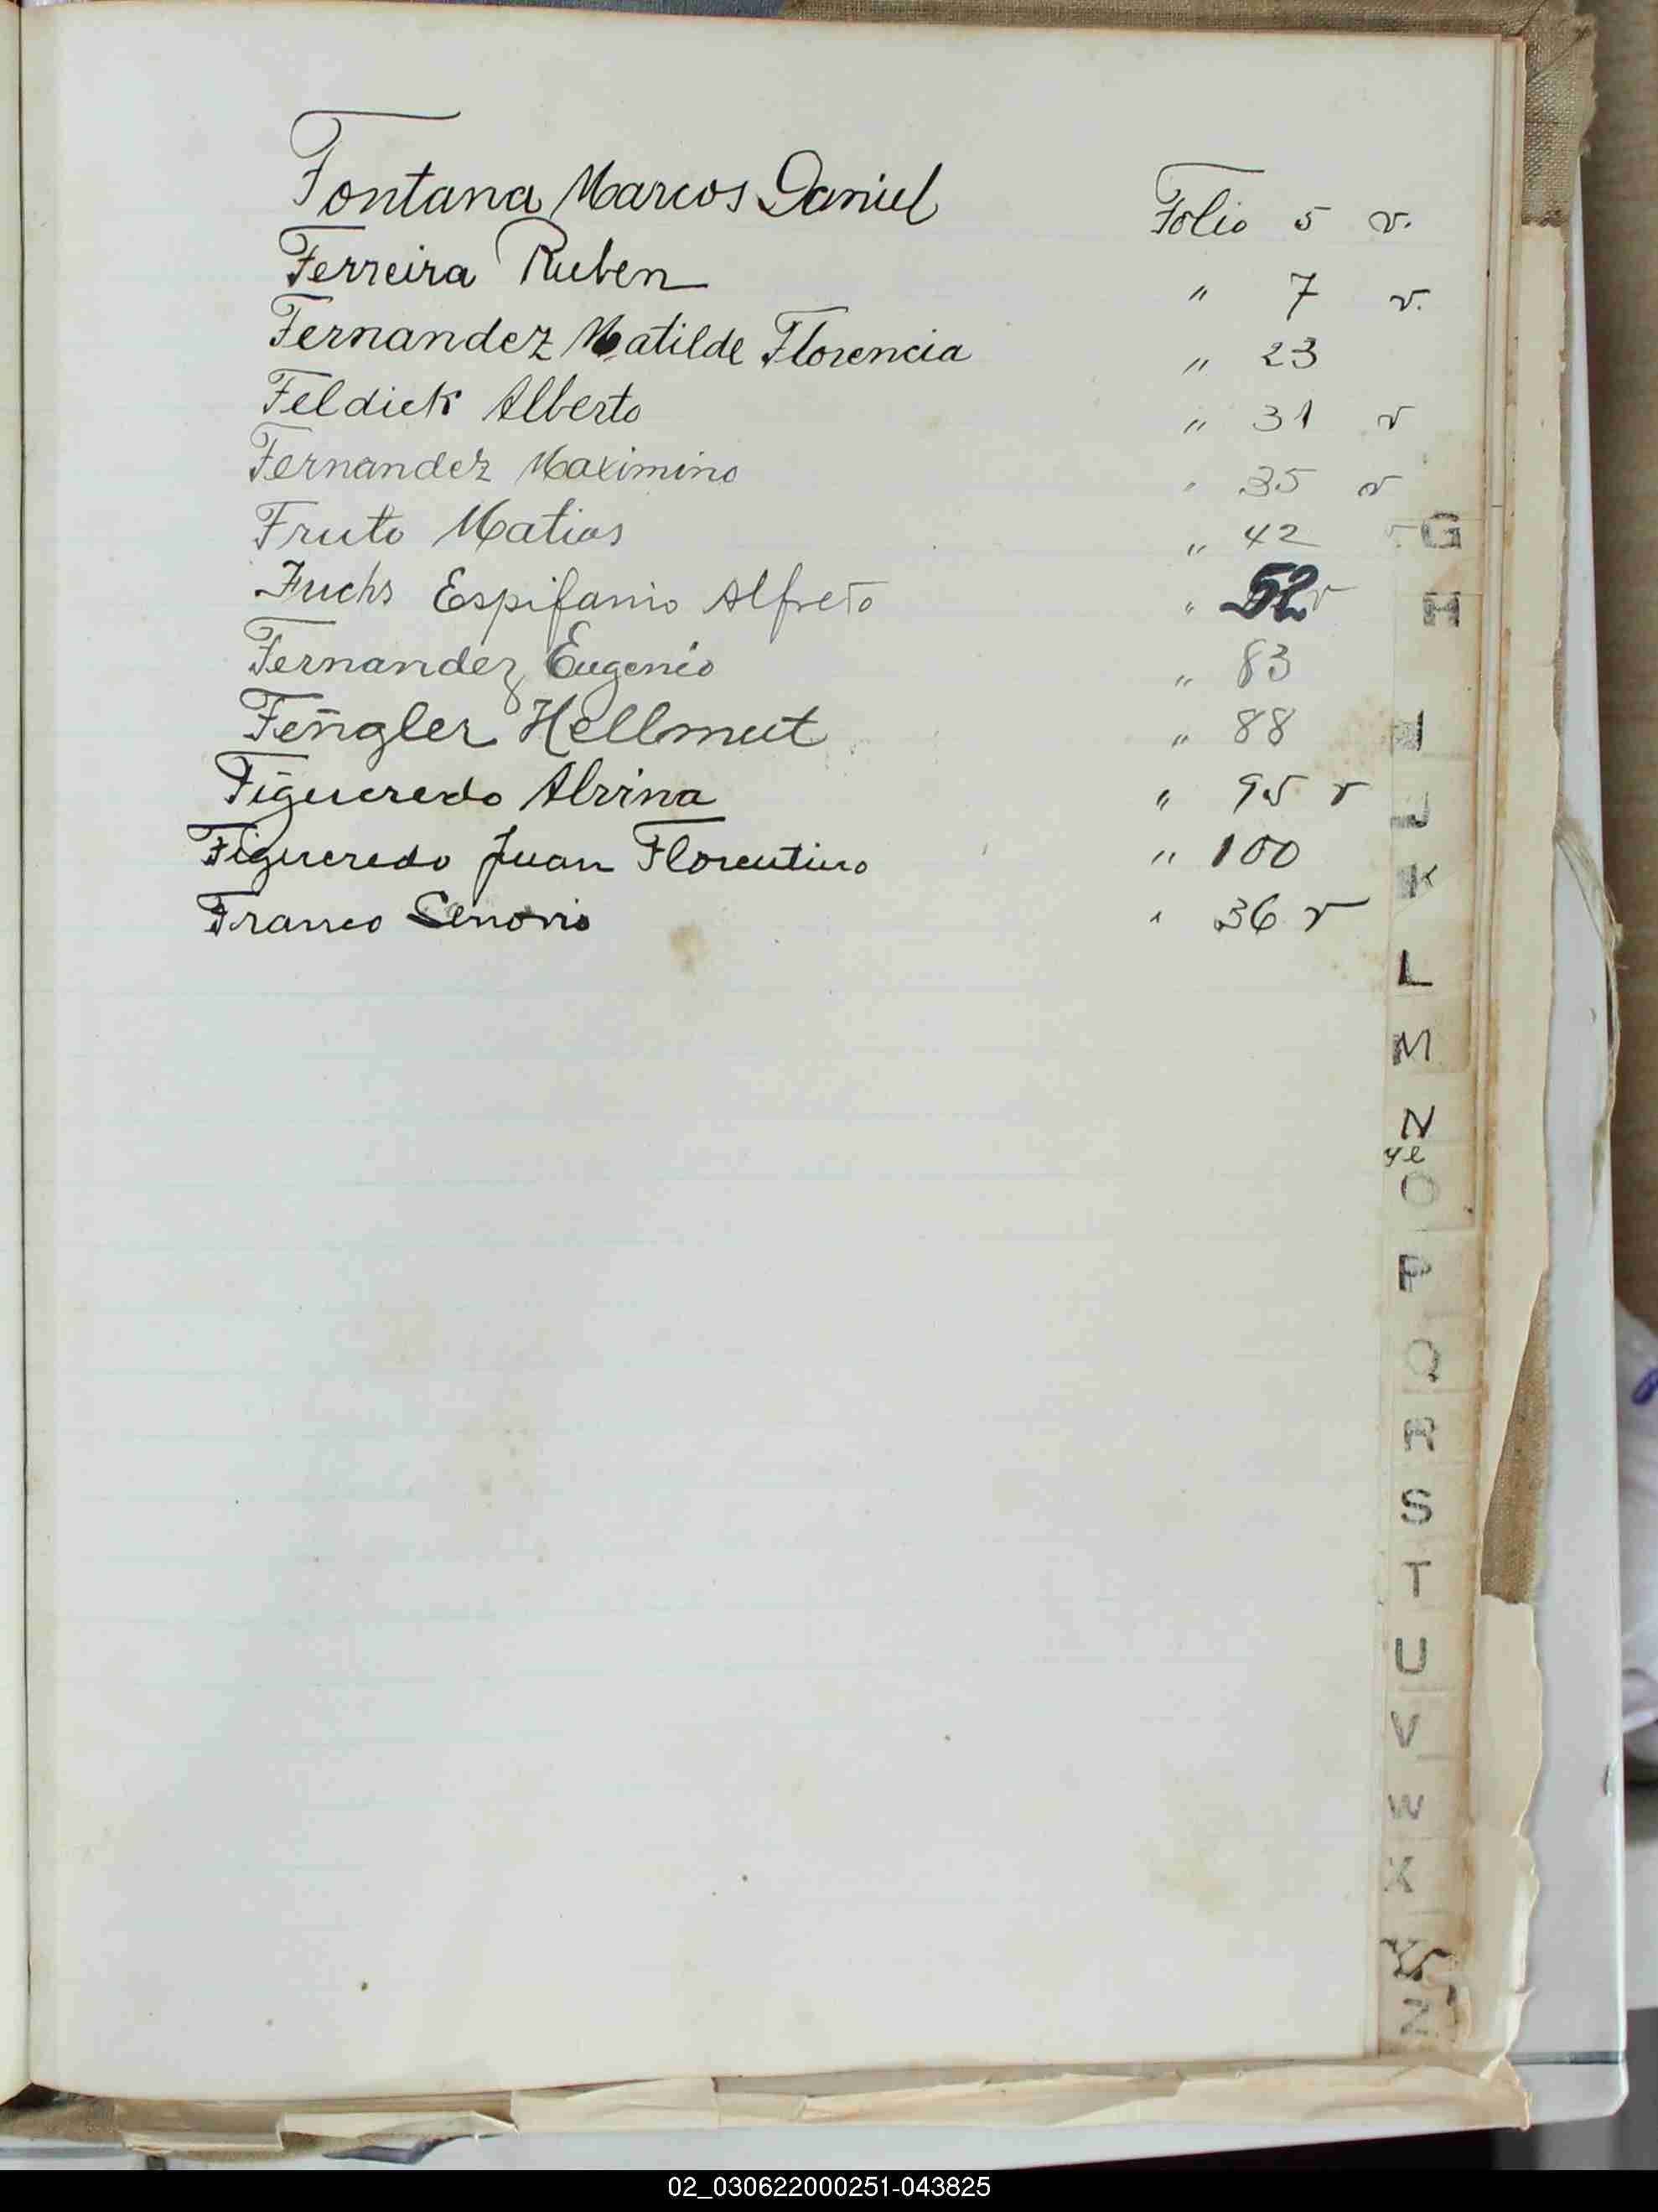 Fontana Marcos Daniel Folio 5 v.
Ferreira Ruben " 7 v.
Fernandez Matilde Florencia " 23
Feldick Alberto " 31 v
Fernandez Maximino " 35 v
Fruto Matias " 42 v
Fuchs Espifanio Alfredo " 52 v
Fernandez Eugenio " 83
Fengler Hellmut " 88
Figueredo " 95 v
Figueredo Juan Florentino " 100
Franco " 36 v
G
H
I
J
K
L
M
N
O
P
Q
R
S
T
U
V
W
X
Y
Z
02_030622000251-043825